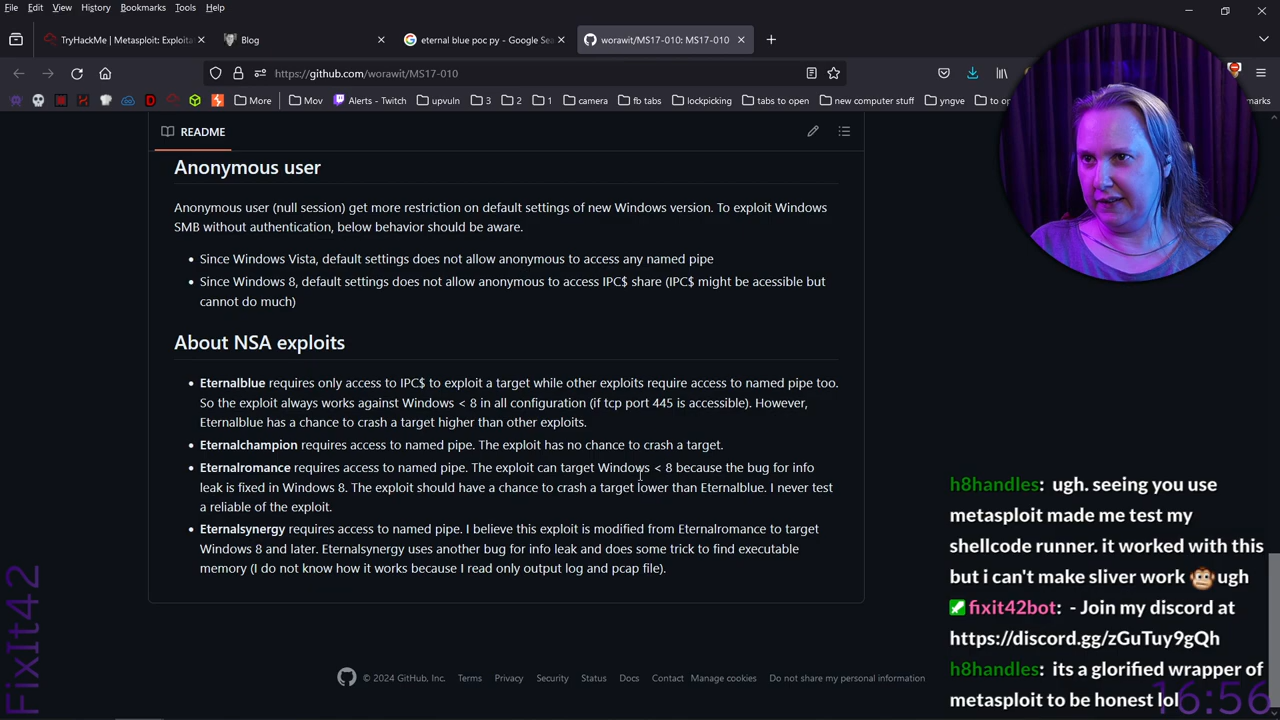 File Edit View History Bookmarks Tools Help
TryHackMe | Metasploit: Exploita
Blog
eternal blue poc py - Google Sea
worawit/MS17-010: MS17-010
https://github.com/worawit/MS17-010
More
Mov
Alerts - Twitch
upvuln
3
2
1
camera
fb tabs
lockpicking
tabs to open
new computer stuff
yngve
to op
marks
README
Anonymous user
Anonymous user (null session) get more restriction on default settings of new Windows version. To exploit Windows
SMB without authentication, below behavior should be aware.
Since Windows Vista, default settings does not allow anonymous to access any named pipe
Since Windows 8, default settings does not allow anonymous to access IPC$ share (IPC$ might be acessible but
cannot do much)
About NSA exploits
Eternalblue requires only access to IPC$ to exploit a target while other exploits require access to named pipe too.
So the exploit always works against Windows < 8 in all configuration (if tcp port 445 is accessible). However,
Eternalblue has a chance to crash a target higher than other exploits.
Eternalchampion requires access to named pipe. The exploit has no chance to crash a target.
Eternalromance requires access to named pipe. The exploit can target Windows < 8 because the bug for info
leak is fixed in Windows 8. The exploit should have a chance to crash a target lower than Eternalblue. I never test
a reliable of the exploit.
Eternalsynergy requires access to named pipe. I believe this exploit is modified from Eternalromance to target
Windows 8 and later. Eternalsynergy uses another bug for info leak and does some trick to find executable
memory (I do not know how it works because I read only output log and pcap file).
© 2024 GitHub, Inc. Terms Privacy Security Status Docs Contact Manage cookies Do not share my personal information
h8handles: ugh. seeing you use
metasploit made me test my
shellcode runner. it worked with this
but i can't make sliver work ugh
fixit42bot: - Join my discord at
https://discord.gg/zGuTuy9gQh
h8handles: its a glorified wrapper of
metasploit to be honest lol
16:56
FixIt42